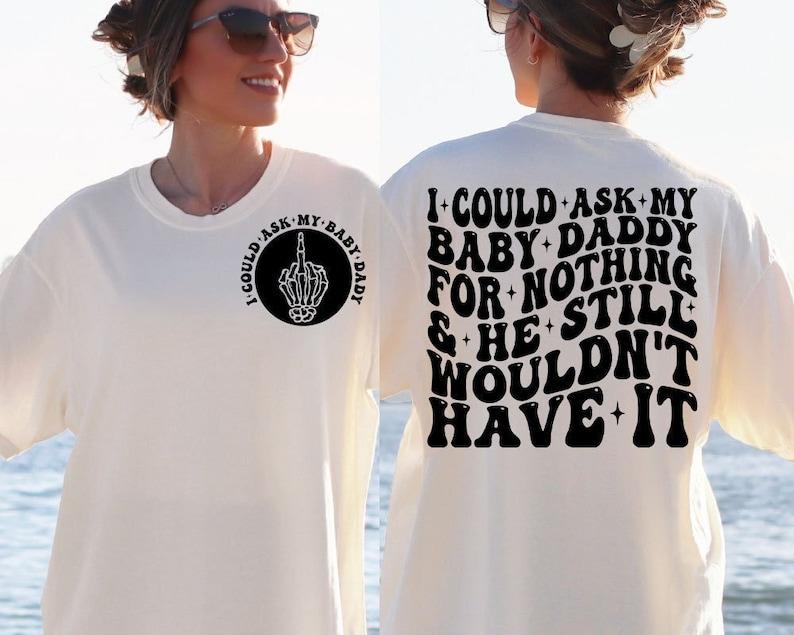 I·COULD·ASK·MY·BABY·DADY
I COULD ASK MY
BABY DADDY
FOR NOTHING
& HE STILL
WOULDN'T
HAVE IT